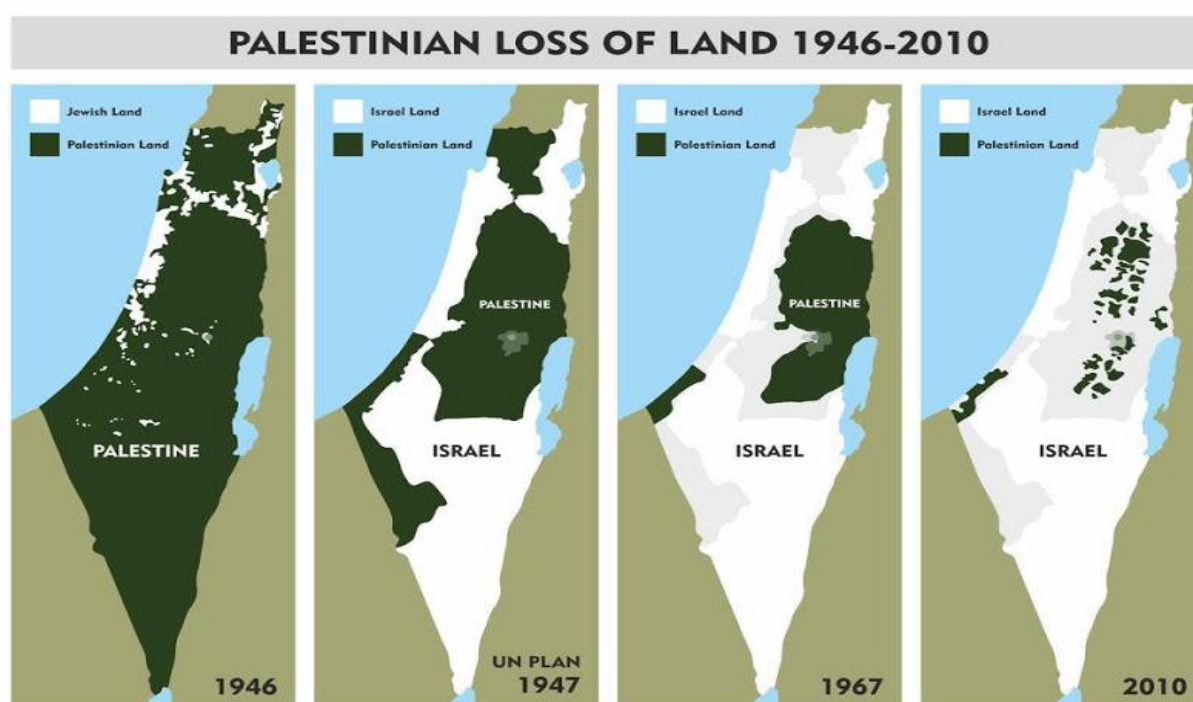 PALESTINIAN LOSS OF LAND 1946-2010
Jewish Land
Palestinian Land
PALESTINE
1946
Israel Land
Palestinian Land
PALESTINE
ISRAEL
UN PLAN
1947
Israel Land
Palestinian Land
PALESTINE
ISRAEL
1967
Israel Land
Palestinian Land
ISRAEL
2010